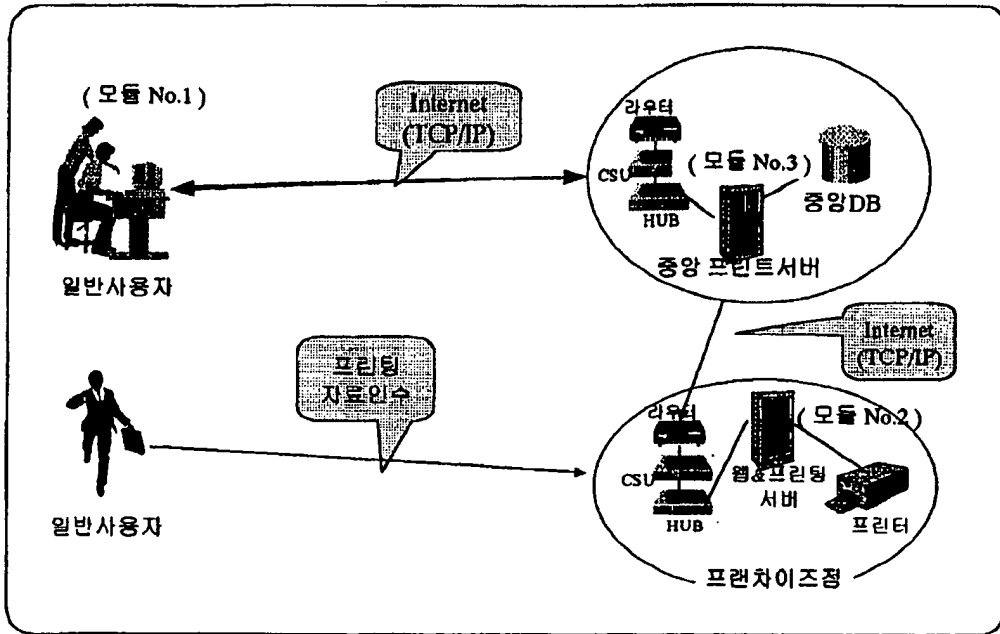 ( 모듈 No.1 )
Internet
(TCP/IP)
라우터
CSU
HUB
( 모듈 No.3 )
중앙DB
중앙 프린트서버
일반사용자
Internet
(TCP/IP)
프린팅
자료인수
라우터
CSU
HUB
( 모듈 No.2 )
웹&프린팅
서버
프린터
일반사용자
프랜차이즈점